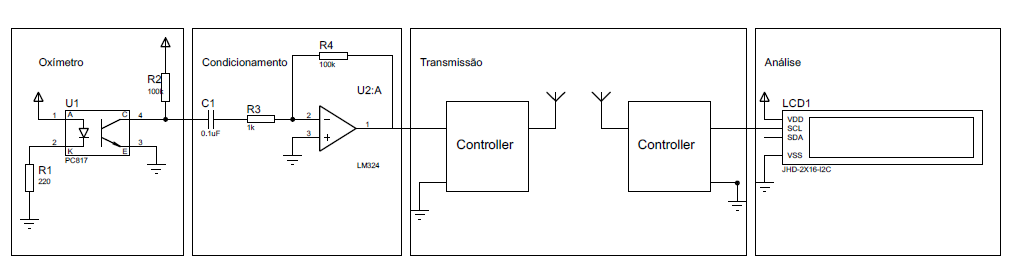 Oxímetro
R2
100k
U1
1
A
C
4
2
K
E
3
PC817
R1
220
Condicionamento
R4
100k
C1
0.1uF
R3
1k
U2:A
2
3
1
LM324
Transmissão
Controller
Controller
Análise
LCD1
VDD
SCL
SDA
VSS
JHD-2X16-I2C